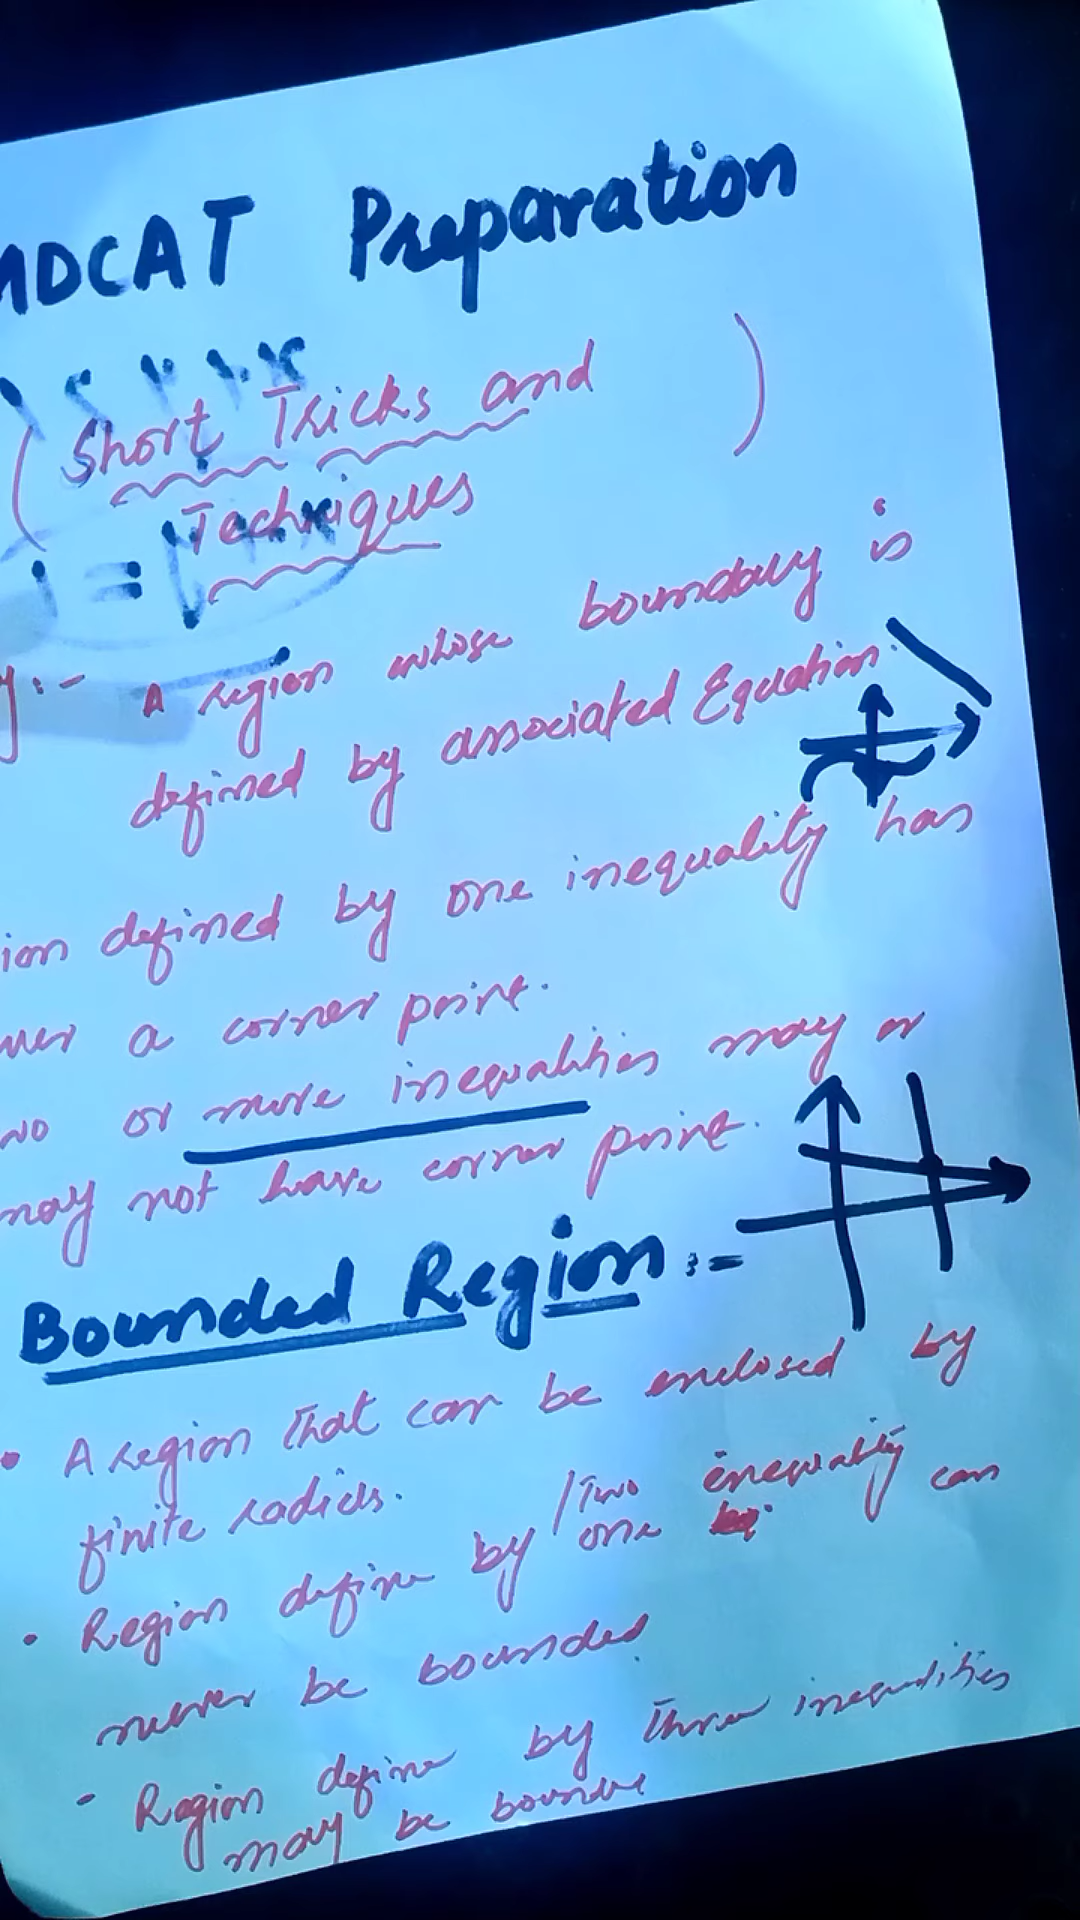 MDCAT Preparation
(Short Tricks and
Techniques)
:- A region whose boundary is
defined by associated Equation.
defined by one inequality has
a corner point.
or more inequalities may or
may not have corner point.
Bounded Region :-
• A region that can be enclosed by
finite radius.
• Region define by one / Two inequality can
never be bounded.
• Region define by three inequalities
may be bounde